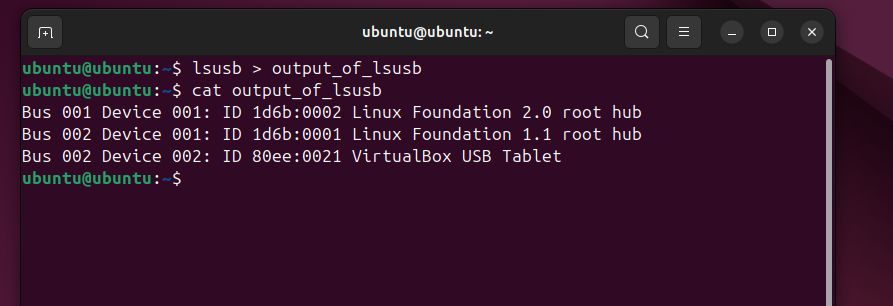 ubuntu@ubuntu: ~
ubuntu@ubuntu:~$ lsusb > output_of_lsusb
ubuntu@ubuntu:~$ cat output_of_lsusb
Bus 001 Device 001: ID 1d6b:0002 Linux Foundation 2.0 root hub
Bus 002 Device 001: ID 1d6b:0001 Linux Foundation 1.1 root hub
Bus 002 Device 002: ID 80ee:0021 VirtualBox USB Tablet
ubuntu@ubuntu:~$